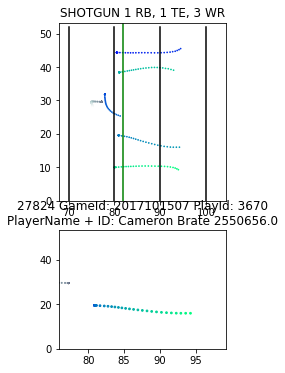 SHOTGUN 1 RB, 1 TE, 3 WR
50
40
30
20
10
0
70 80 90 100
27824 GameId: 2017101507 PlayId: 3670
PlayerName + ID: Cameron Brate 2550656.0
40
20
0
80 85 90 95